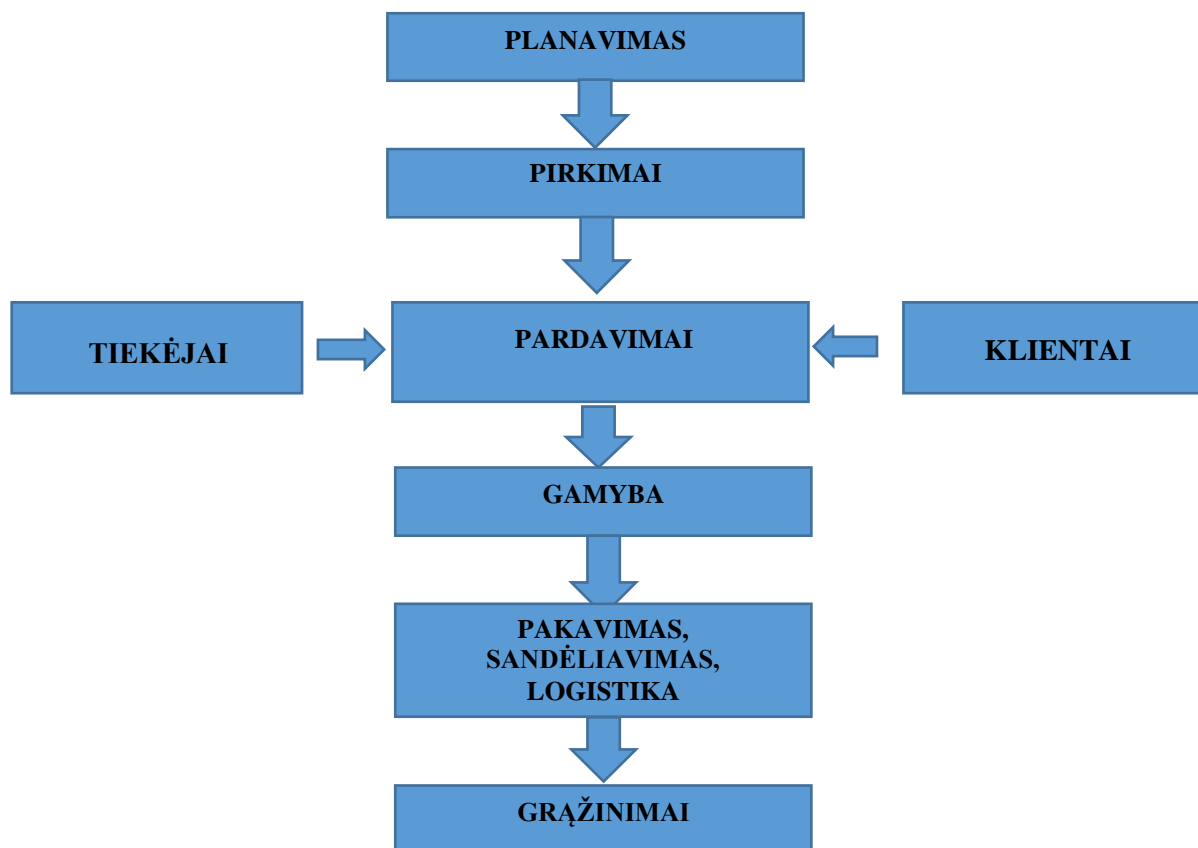 PLANAVIMAS
PIRKIMAI
TIEKĖJAI
PARDAVIMAI
KLIENTAI
GAMYBA
PAKAVIMAS,
SANDĖLIAVIMAS,
LOGISTIKA
GRĄŽINIMAI